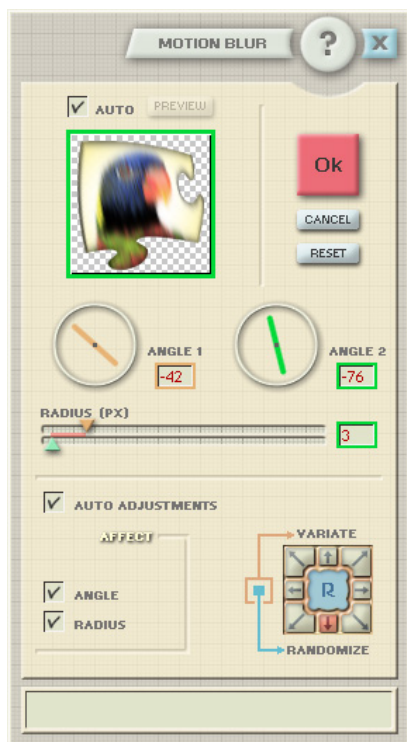 MOTION BLUR ? X
AUTO PREVIEW
Ok
CANCEL
RESET
ANGLE 1
-42
ANGLE 2
-76
RADIUS (PX)
3
AUTO ADJUSTMENTS
AFFECT
ANGLE
RADIUS
VARIATE
R
RANDOMIZE